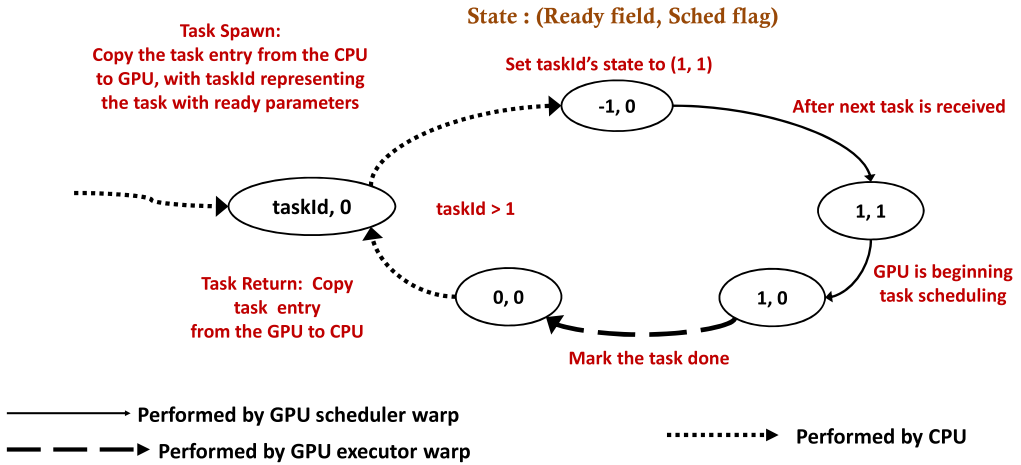 State : (Ready field, Sched flag)
Task Spawn:
Copy the task entry from the CPU
to GPU, with taskId representing
the task with ready parameters
Set taskId’s state to (1, 1)
-1, 0
After next task is received
taskId, 0
taskId > 1
1, 1
GPU is beginning
task scheduling
Task Return:  Copy
task  entry
from the GPU to CPU
0, 0
1, 0
Mark the task done
Performed by GPU scheduler warp
Performed by GPU executor warp
Performed by CPU